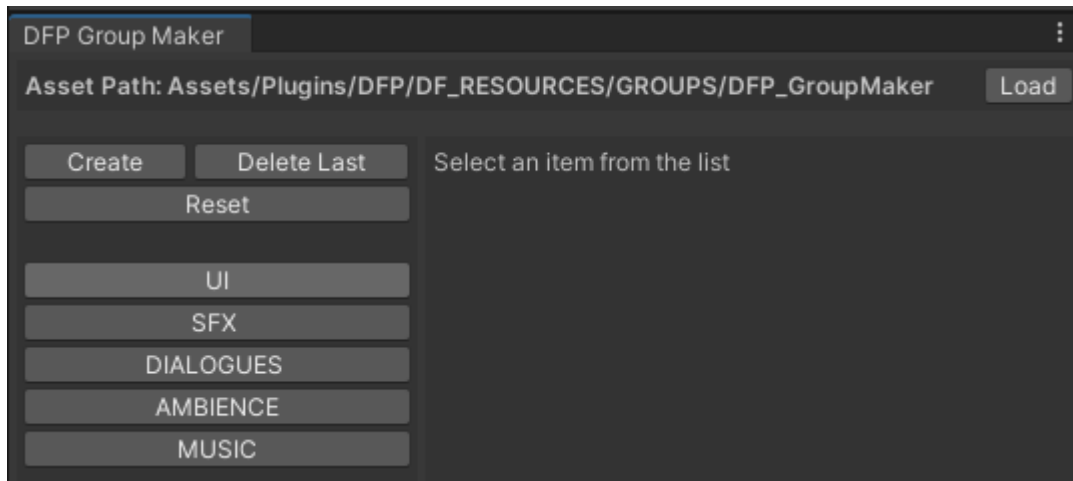 DFP Group Maker
Asset Path: Assets/Plugins/DFP/DF_RESOURCES/GROUPS/DFP_GroupMaker Load
Create Delete Last Select an item from the list
Reset
UI
SFX
DIALOGUES
AMBIENCE
MUSIC